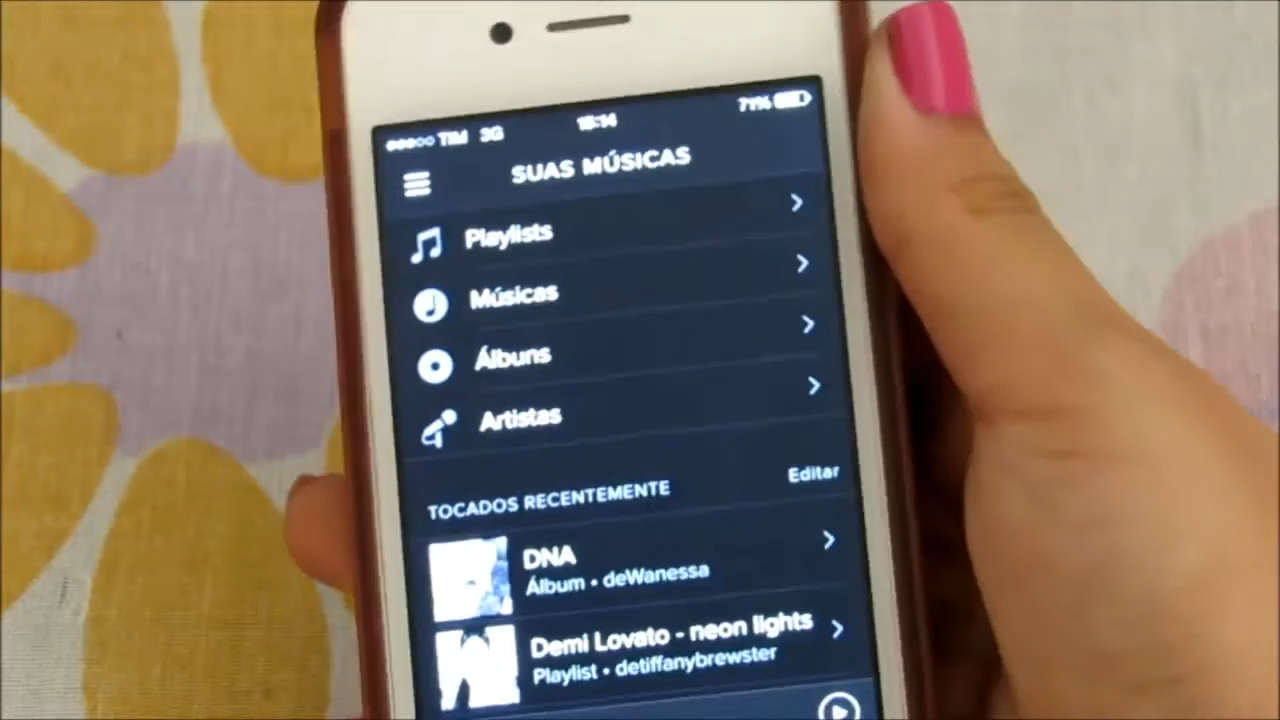 TIM 3G 15:14 71%
SUAS MÚSICAS
Playlists
Músicas
Álbuns
Artistas
TOCADOS RECENTEMENTE Editar
DNA
Álbum • deWanessa
Demi Lovato - neon lights
Playlist • detiffanybrewster